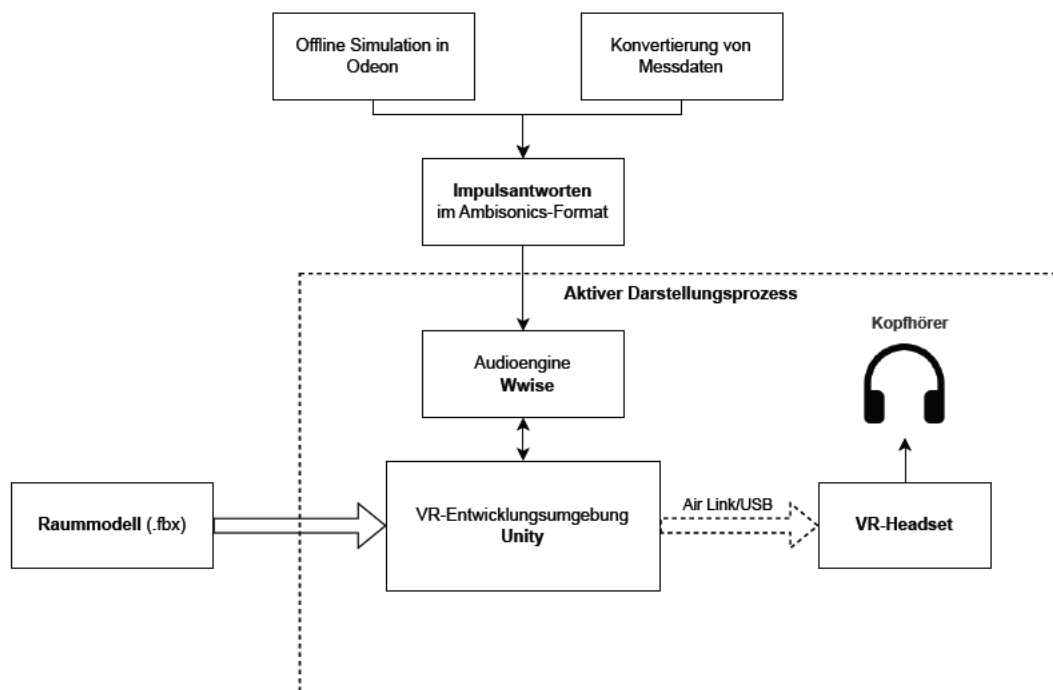 Offline Simulation in
Odeon
Konvertierung von
Messdaten
Impulsantworten
im Ambisonics-Format
Aktiver Darstellungsprozess
Kopfhörer
Audioengine
Wwise
Raummodell (.fbx)
VR-Entwicklungsumgebung
Unity
Air Link/USB
VR-Headset